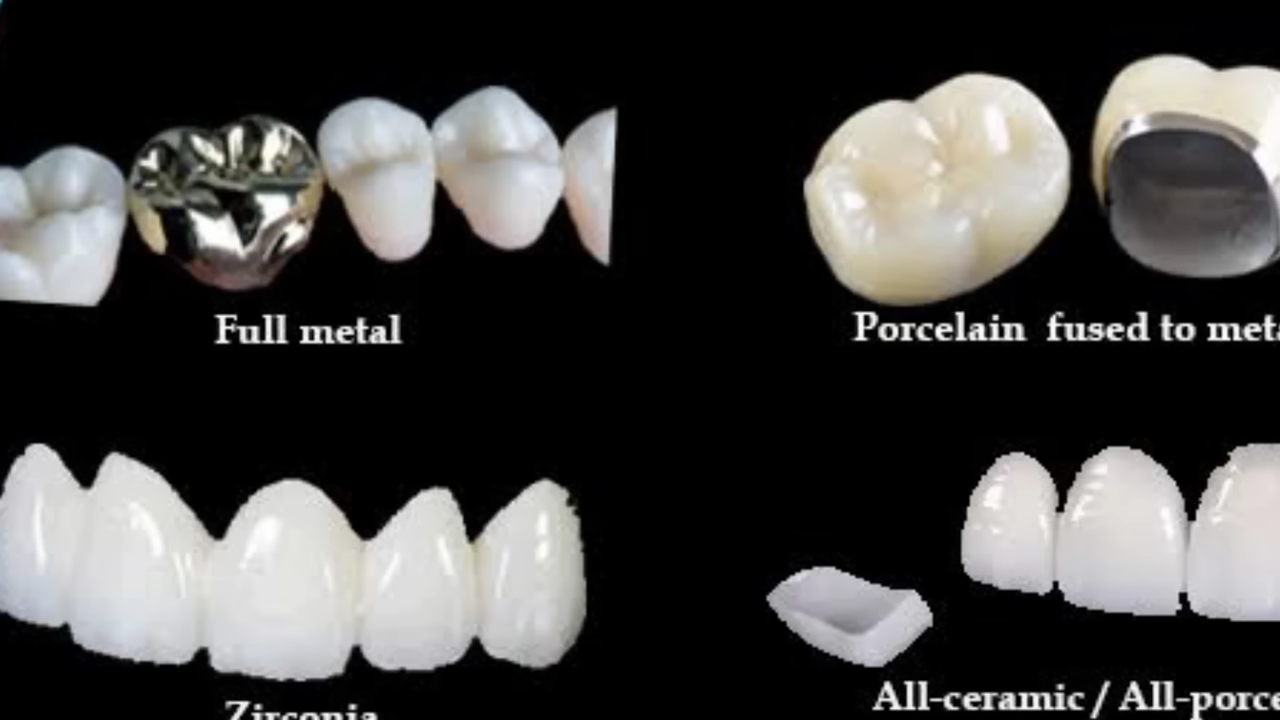 Full metal
Porcelain fused to meta
Zirconia
All-ceramic / All-porce